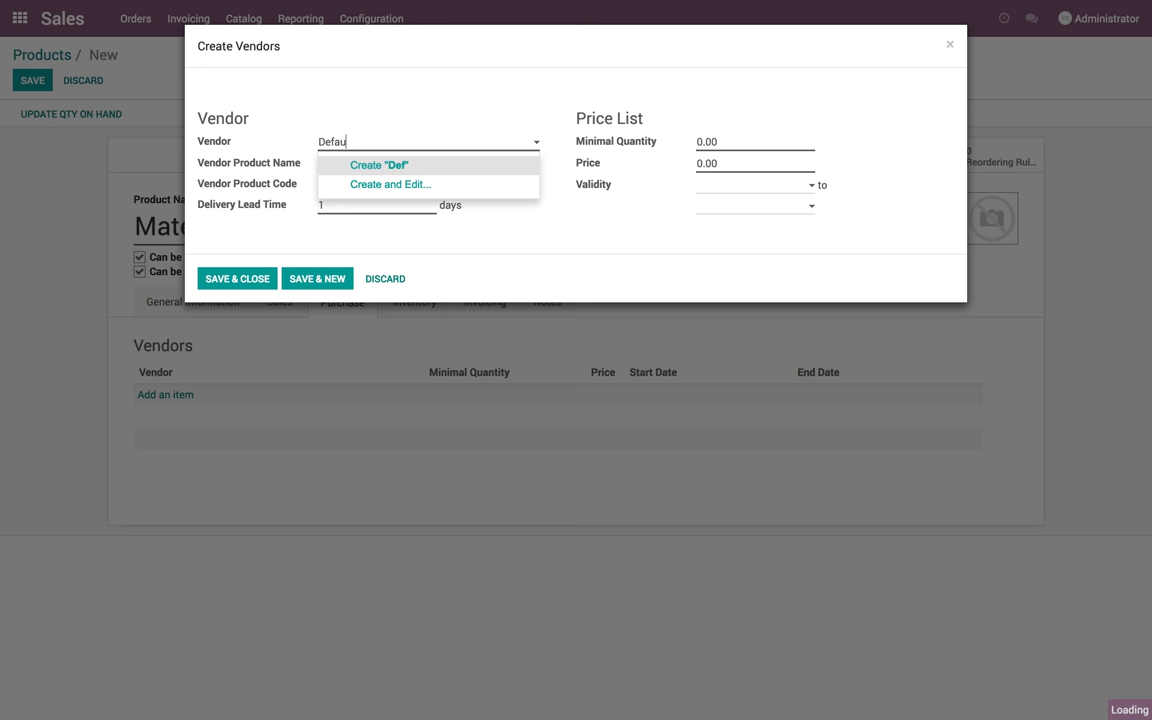 Sales Orders Invoicing Catalog Reporting Configuration Administrator
Products / New
SAVE DISCARD
UPDATE QTY ON HAND
Create Vendors ×
Vendor Price List
Vendor Defau Minimal Quantity 0.00
Create "Def"
Vendor Product Name Price 0.00
Create and Edit...
Vendor Product Code Validity to
Delivery Lead Time 1 days
SAVE & CLOSE SAVE & NEW DISCARD
0
Reordering Rul...
Product Na
Mate
Can be
Can be
General Information Sales Purchase Inventory Invoicing Notes
Vendors
Vendor Minimal Quantity Price Start Date End Date
Add an item
Loading